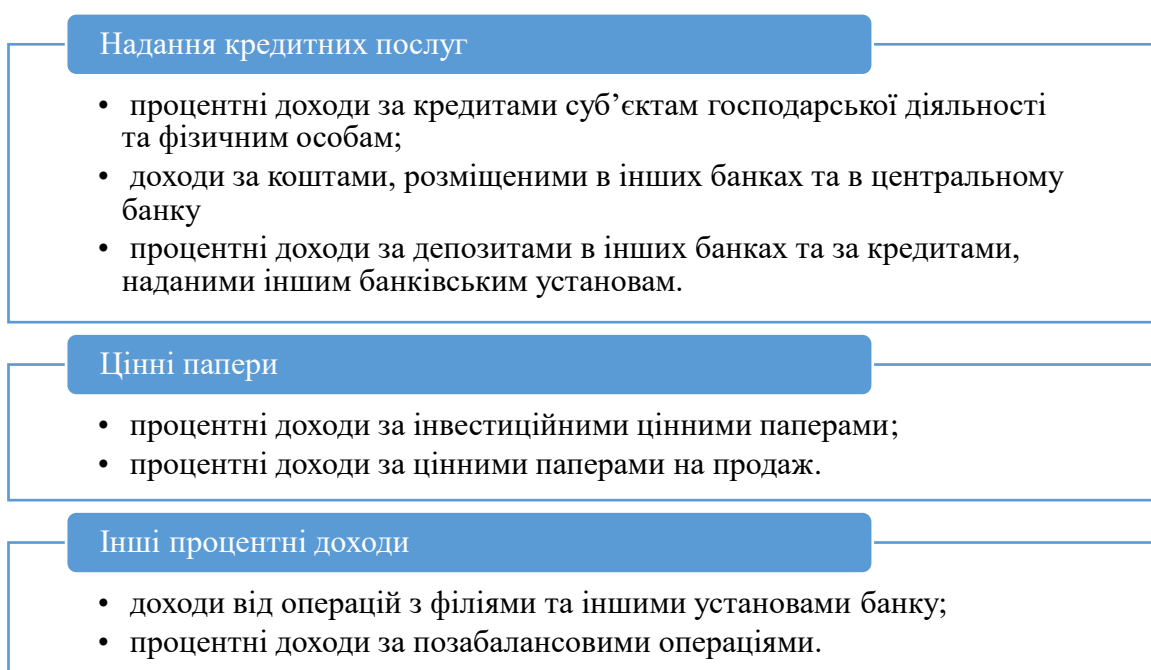 Надання кредитних послуг
• процентні доходи за кредитами суб’єктам господарської діяльності
та фізичним особам;
• доходи за коштами, розміщеними в інших банках та в центральному
банку
• процентні доходи за депозитами в інших банках та за кредитами,
наданими іншим банківським установам.
Цінні папери
• процентні доходи за інвестиційними цінними паперами;
• процентні доходи за цінними паперами на продаж.
Інші процентні доходи
• доходи від операцій з філіями та іншими установами банку;
• процентні доходи за позабалансовими операціями.